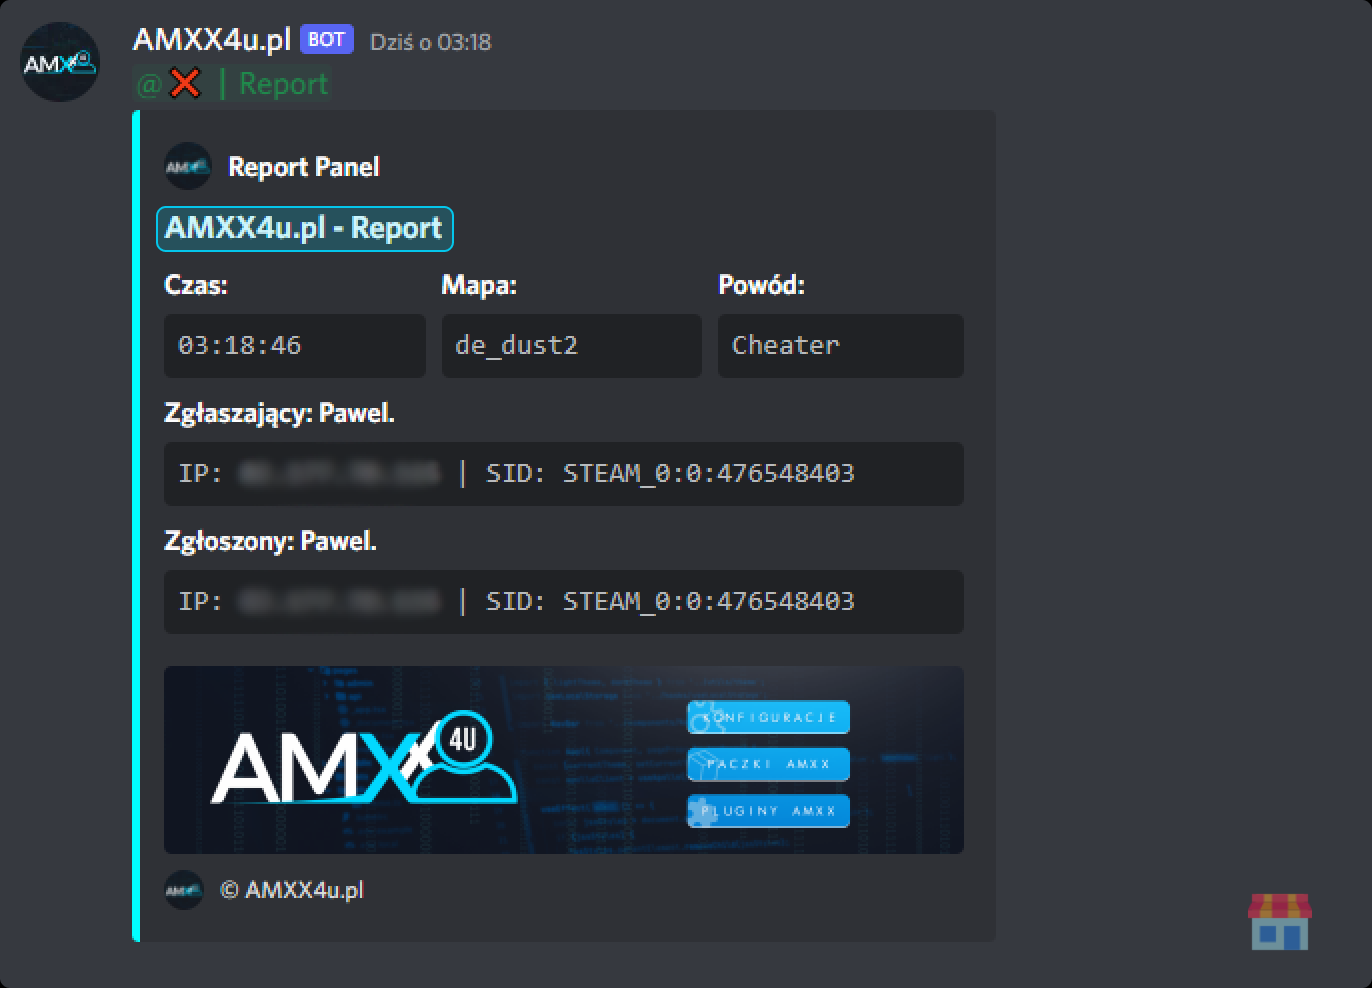 AMXX4u.pl BOT Dziś o 03:18
@❌ | Report
Report Panel
AMXX4u.pl - Report
Czas: Mapa: Powód:
03:18:46 de_dust2 Cheater
Zgłaszający: Pawel.
IP: | SID: STEAM_0:0:476548403
Zgłoszony: Pawel.
IP: | SID: STEAM_0:0:476548403
AMXX 4U
KONFIGURACJE
PACZKI AMXX
PLUGINY AMXX
© AMXX4u.pl